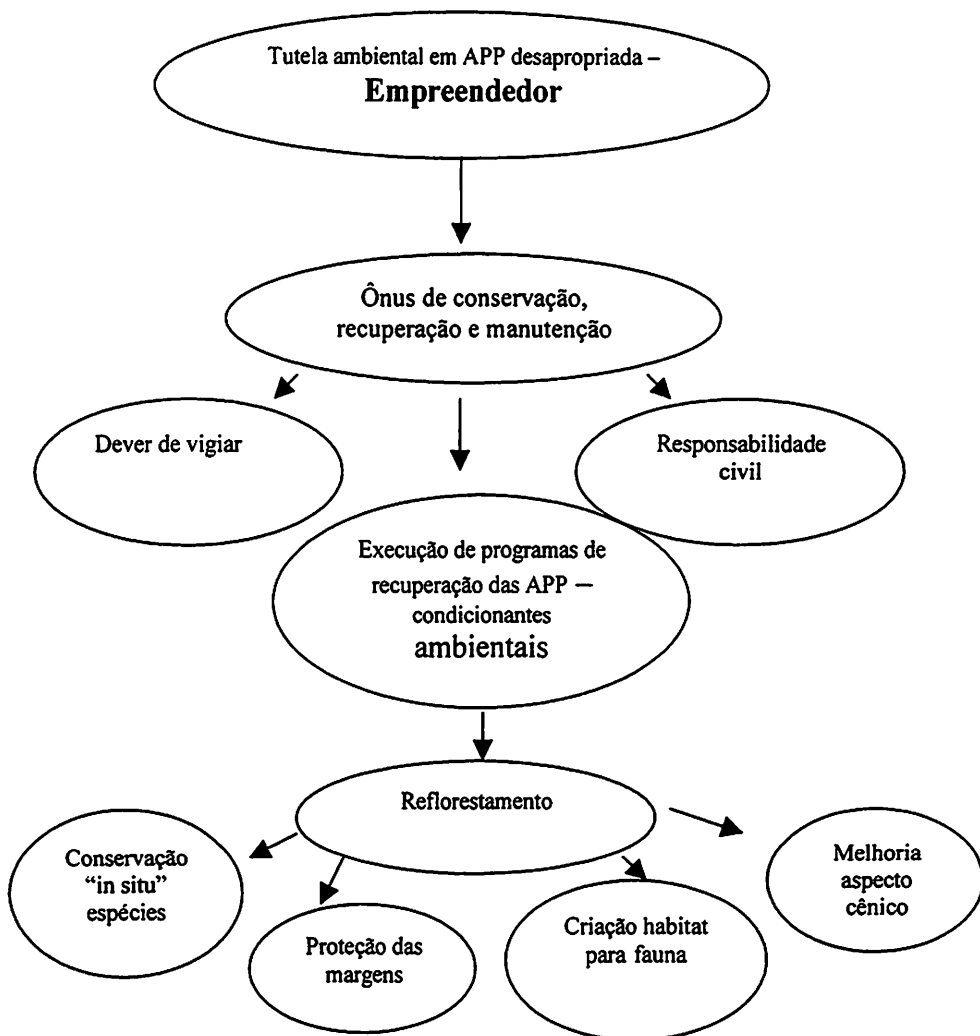 Tutela ambiental em APP desapropriada –
Empreendedor
Ônus de conservação,
recuperação e manutenção
Dever de vigiar
Responsabilidade
civil
Execução de programas de
recuperação das APP –
condicionantes
ambientais
Reflorestamento
Conservação
“in situ”
espécies
Proteção das
margens
Criação habitat
para fauna
Melhoria
aspecto
cênico